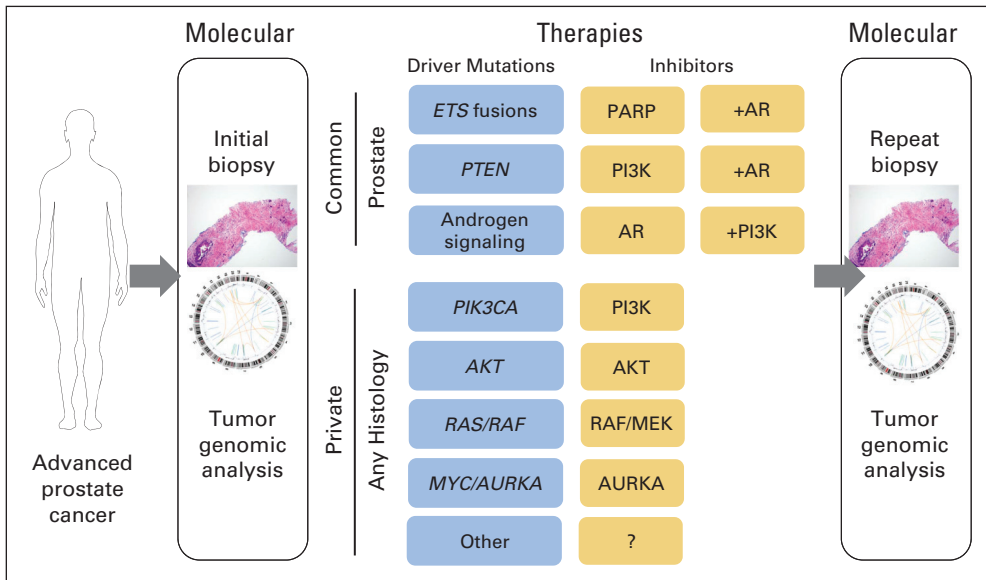 Molecular
Therapies
Molecular
Driver Mutations
Inhibitors
Initial
biopsy
Tumor
genomic
analysis
Advanced
prostate
cancer
Common
Prostate
ETS fusions
PARP
+AR
PTEN
PI3K
+AR
Androgen
signaling
AR
+PI3K
Private
Any Histology
PIK3CA
PI3K
AKT
AKT
RAS/RAF
RAF/MEK
MYC/AURKA
AURKA
Other
?
Repeat
biopsy
Tumor
genomic
analysis